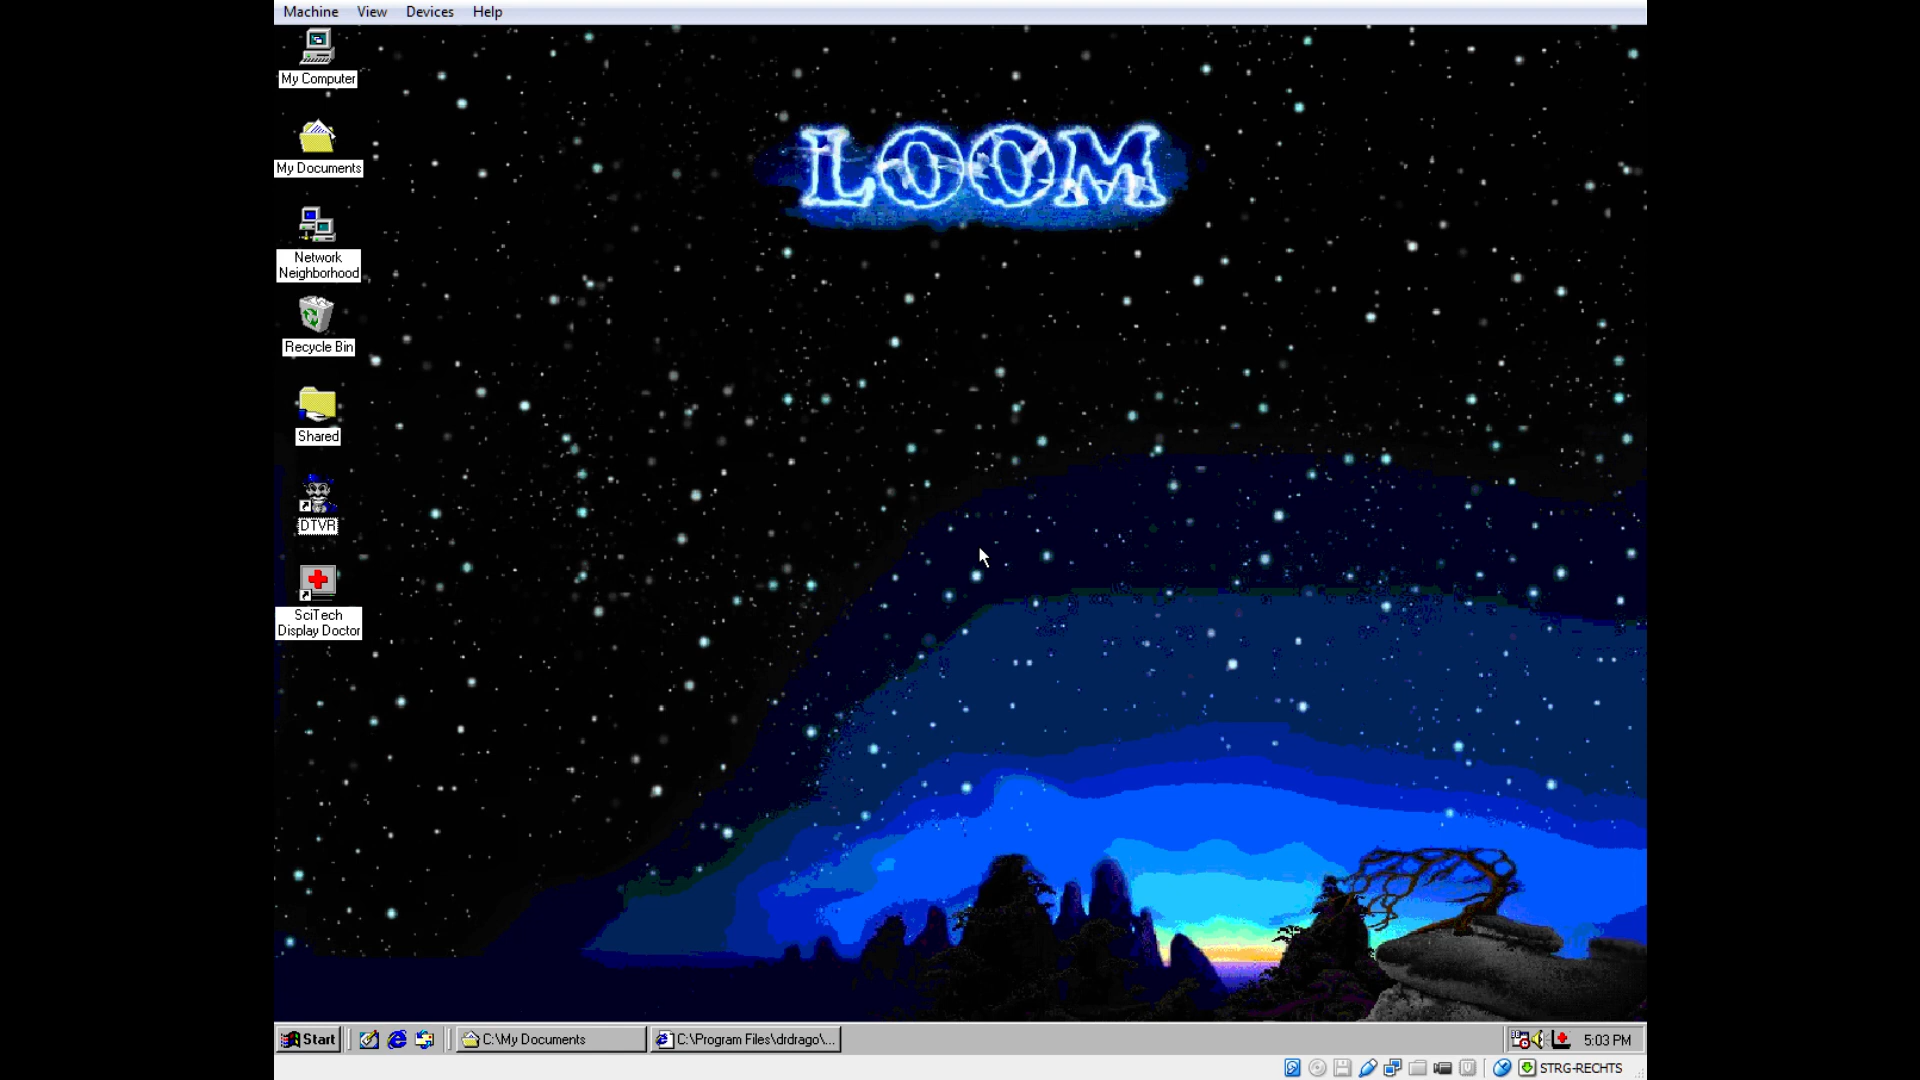 Machine View Devices Help
My Computer
LOOM
My Documents
Network
Neighborhood
Recycle Bin
Shared
DTVR
SciTech
Display Doctor
Start C:\My Documents C:\Program Files\drdrago\... 5:03 PM
STRG-RECHTS